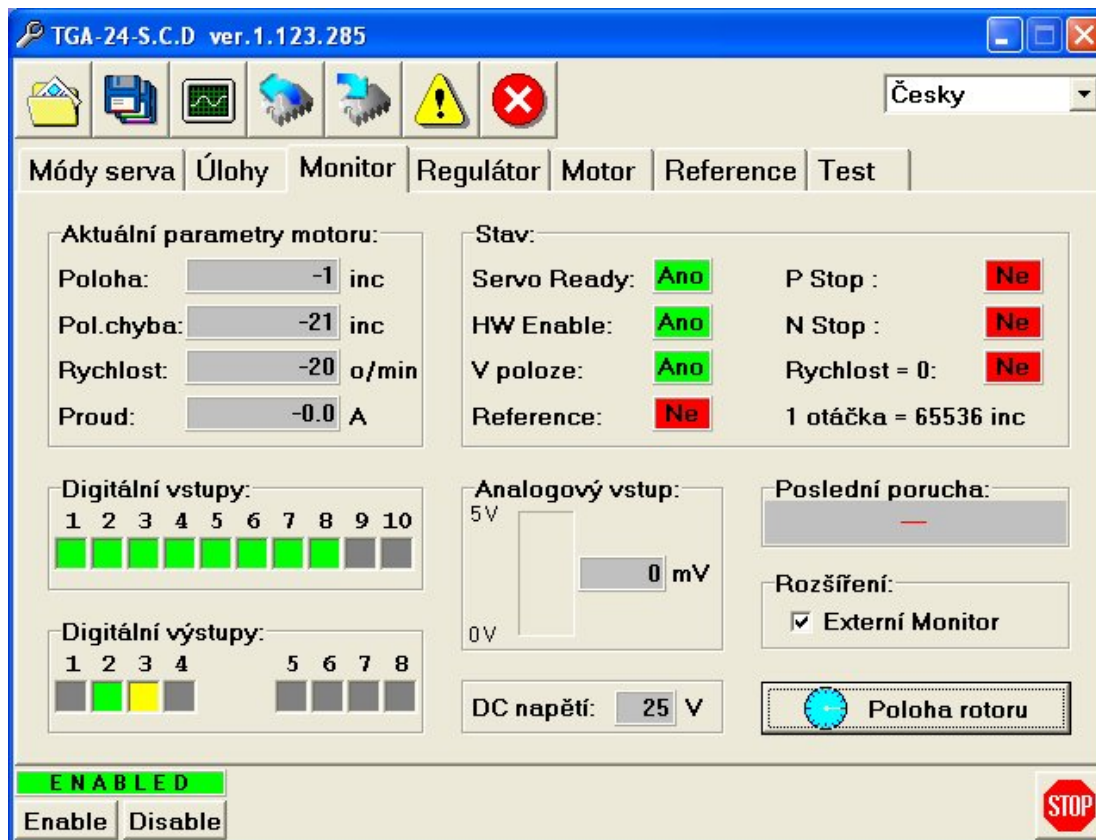 TGA-24-S.C.D ver.1.123.285
Česky
Módy serva Úlohy Monitor Regulátor Motor Reference Test
Aktuální parametry motoru:
Poloha: -1 inc
Pol.chyba: -21 inc
Rychlost: -20 o/min
Proud: -0.0 A
Stav:
Servo Ready: Ano P Stop : Ne
HW Enable: Ano N Stop : Ne
V poloze: Ano Rychlost = 0: Ne
Reference: Ne 1 otáčka = 65536 inc
Digitální vstupy:
1 2 3 4 5 6 7 8 9 10
Digitální výstupy:
1 2 3 4 5 6 7 8
Analogový vstup:
5V
0 mV
0V
DC napětí: 25 V
Poslední porucha:
—
Rozšíření:
Externí Monitor
Poloha rotoru
ENABLED
Enable Disable
STOP